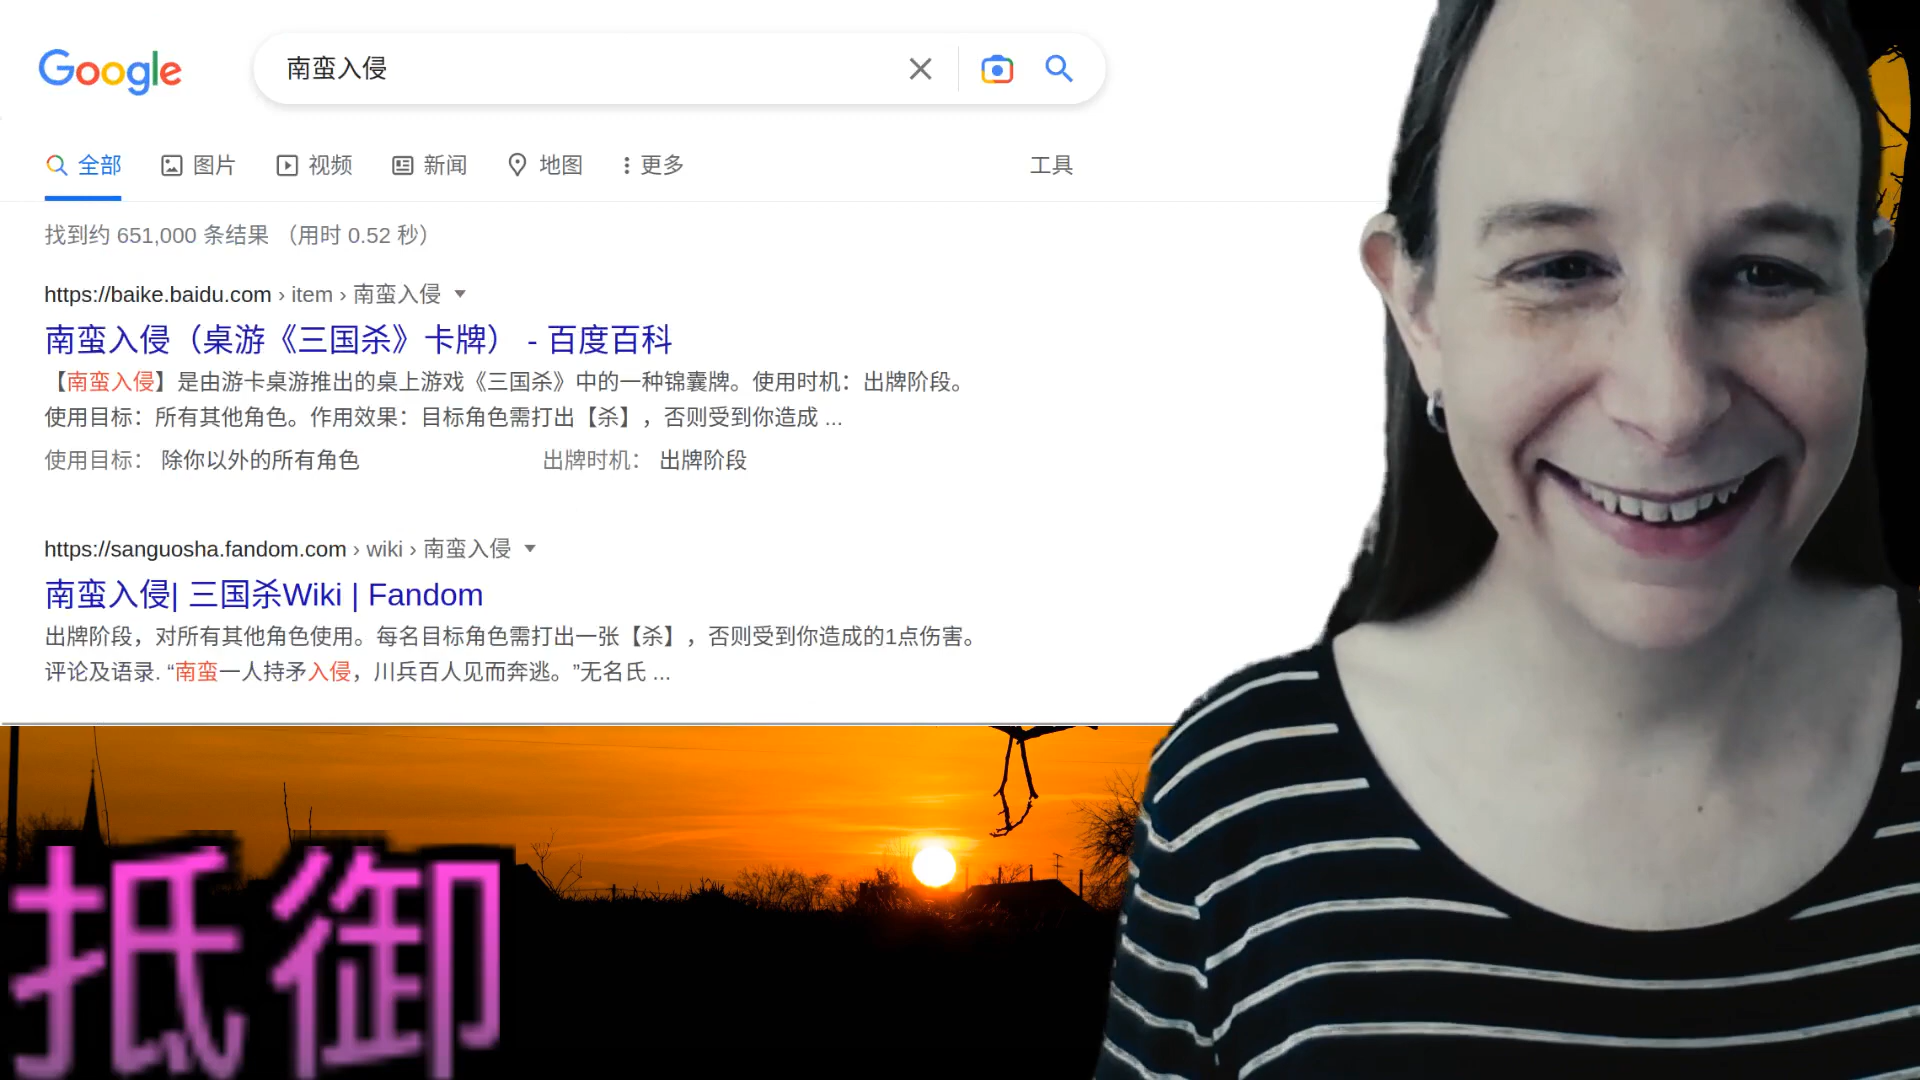 Google
南蛮入侵
全部 图片 视频 新闻 地图 更多 工具
找到约 651,000 条结果 （用时 0.52 秒）
https://baike.baidu.com › item › 南蛮入侵
南蛮入侵（桌游《三国杀》卡牌） - 百度百科
【南蛮入侵】是由游卡桌游推出的桌上游戏《三国杀》中的一种锦囊牌。使用时机：出牌阶段。
使用目标：所有其他角色。作用效果：目标角色需打出【杀】，否则受到你造成 ...
使用目标： 除你以外的所有角色 出牌时机： 出牌阶段
https://sanguosha.fandom.com › wiki › 南蛮入侵
南蛮入侵| 三国杀Wiki | Fandom
出牌阶段，对所有其他角色使用。每名目标角色需打出一张【杀】，否则受到你造成的1点伤害。
评论及语录. “南蛮一人持矛入侵，川兵百人见而奔逃。”无名氏 ...
抵御